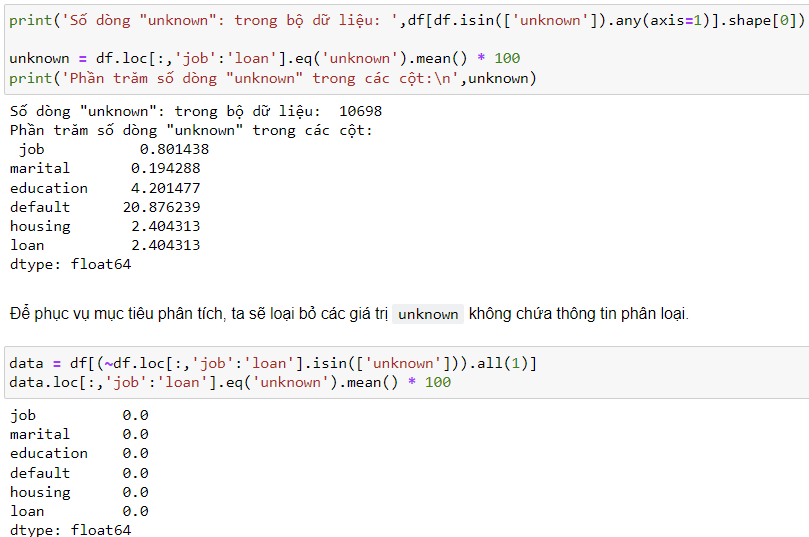 print('Số dòng "unknown": trong bộ dữ liệu: ',df[df.isin(['unknown']).any(axis=1)].shape[0])
unknown = df.loc[:,'job':'loan'].eq('unknown').mean() * 100
print('Phần trăm số dòng "unknown" trong các cột:\n',unknown)
Số dòng "unknown": trong bộ dữ liệu:  10698
Phần trăm số dòng "unknown" trong các cột:
 job           0.801438
marital       0.194288
education     4.201477
default      20.876239
housing       2.404313
loan          2.404313
dtype: float64
Để phục vụ mục tiêu phân tích, ta sẽ loại bỏ các giá trị unknown không chứa thông tin phân loại.
data = df[(~df.loc[:,'job':'loan'].isin(['unknown'])).all(1)]
data.loc[:,'job':'loan'].eq('unknown').mean() * 100
job          0.0
marital      0.0
education    0.0
default      0.0
housing      0.0
loan         0.0
dtype: float64